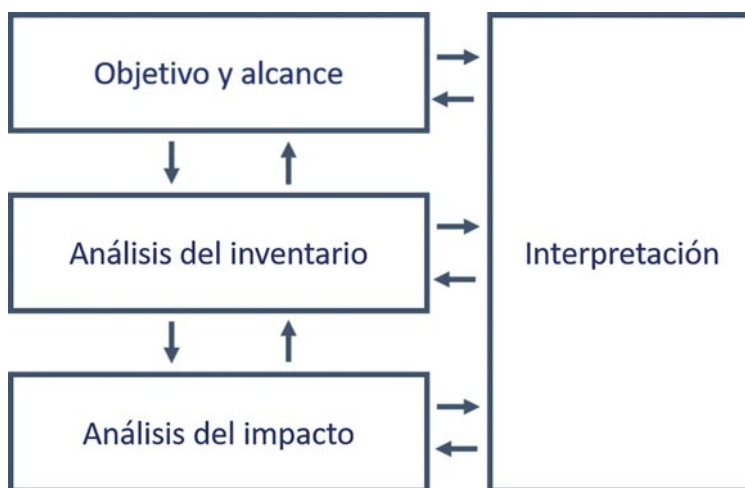 Objetivo y alcance
Análisis del inventario
Interpretación
Análisis del impacto